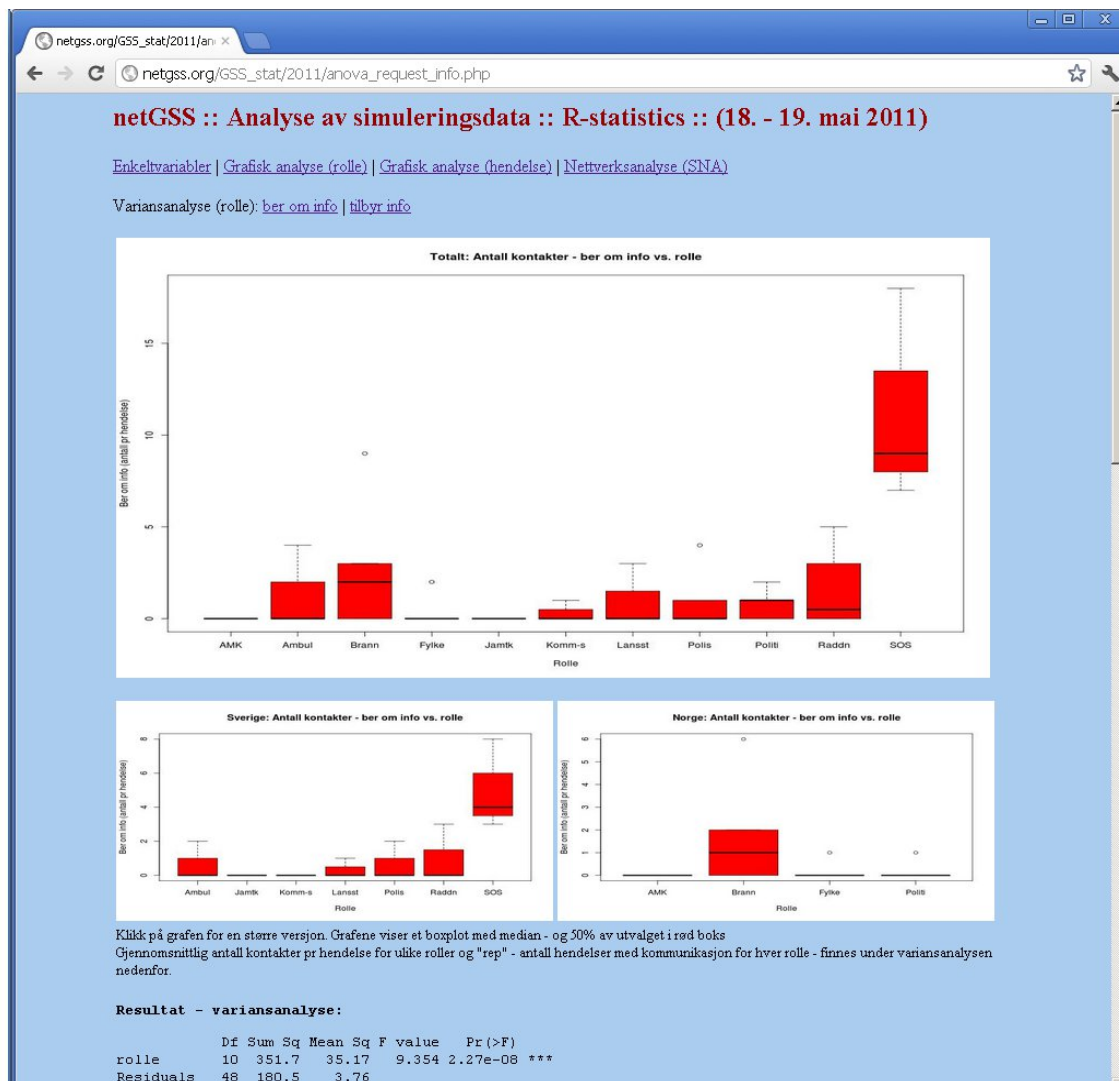 netgss.org/GSS_stat/2011/an
netgss.org/GSS_stat/2011/anova_request_info.php
netGSS :: Analyse av simuleringsdata :: R-statistics :: (18. - 19. mai 2011)
Enkeltvariabler | Grafisk analyse (rolle) | Grafisk analyse (hendelse) | Nettverksanalyse (SNA)
Variansanalyse (rolle): ber om info | tilbyr info
Totalt: Antall kontakter - ber om info vs. rolle
Ber om info (antall pr hendelse)
15
10
5
0
AMK Ambul Brann Fylke Jamtk Komm-s Lansst Polis Politi Raddn SOS
Rolle
Sverige: Antall kontakter - ber om info vs. rolle
Ber om info (antall pr hendelse)
8
6
4
2
0
Ambul Jamtk Komm-s Lansst Polis Raddn SOS
Rolle
Norge: Antall kontakter - ber om info vs. rolle
Ber om info (antall pr hendelse)
6
5
4
3
2
1
0
AMK Brann Fylke Politi
Rolle
Klikk på grafen for en større versjon. Grafene viser et boxplot med median - og 50% av utvalget i rød boks
Gjennomsnittlig antall kontakter pr hendelse for ulike roller og "rep" - antall hendelser med kommunikasjon for hver rolle - finnes under variansanalysen
nedenfor.
Resultat - variansanalyse:
Df Sum Sq Mean Sq F value Pr(>F)
rolle 10 351.7 35.17 9.354 2.27e-08 ***
Residuals 48 180.5 3.76